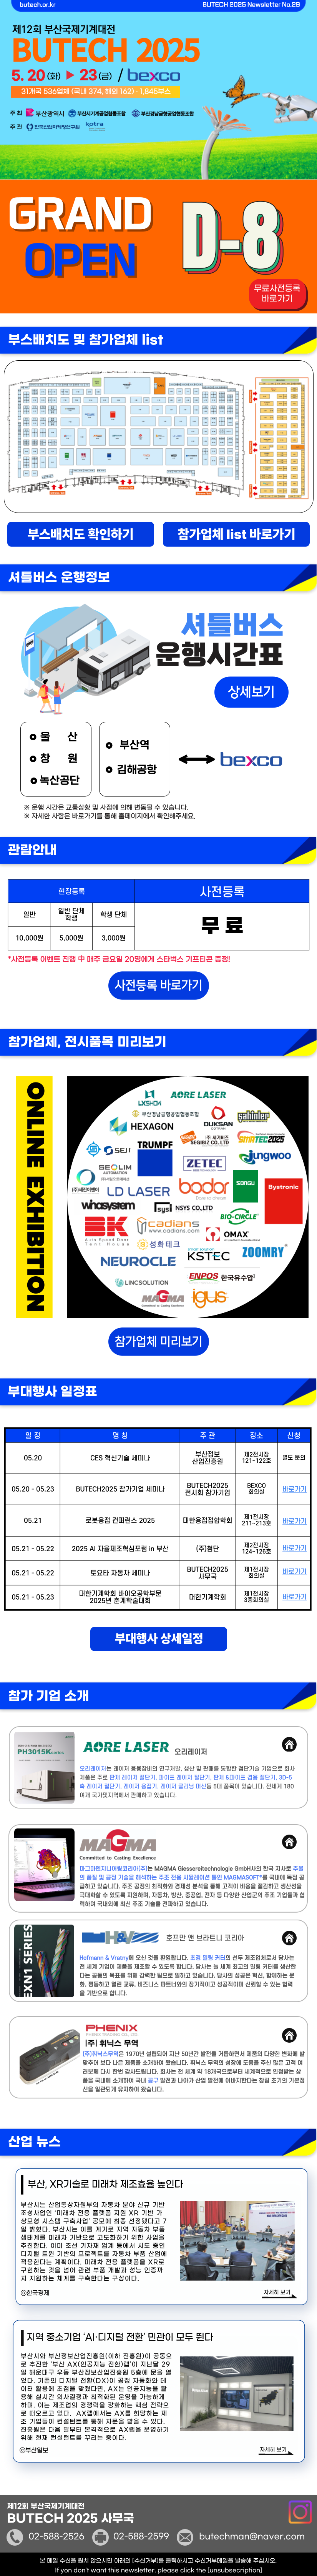 butech.or.kr
BUTECH 2025 Newsletter No.29
제12회 부산국제기계대전
BUTECH 2025
5. 20(화) ▶ 23(금) / bexco
31개국 536업체 (국내 374, 해외 162) · 1,845부스
주 최 부산광역시 부산시기계공업협동조합 부산경남금형공업협동조합
주 관 한국산업마케팅연구원 kotra
GRAND
OPEN
D-8
무료사전등록
바로가기
부스배치도 및 참가업체 list
부스배치도 확인하기
참가업체 list 바로가기
셔틀버스 운행정보
셔틀버스
운행시간표
상세보기
울 산
창 원
녹산공단
부산역
김해공항
bexco
※ 운행 시간은 교통상황 및 사정에 의해 변동될 수 있습니다.
※ 자세한 사항은 바로가기를 통해 홈페이지에서 확인해주세요.
관람안내
현장등록
사전등록
일반
일반 단체
학생
학생 단체
무 료
10,000원
5,000원
3,000원
*사전등록 이벤트 진행 中 매주 금요일 20명에게 스타벅스 기프티콘 증정!
사전등록 바로가기
참가업체, 전시품목 미리보기
ONLINE EXHIBITION
LXSHOK
AORE LASER
부산경남금형공업협동조합
DUKSAN
sahinler
HEXAGON
(주)세기비즈
SEGIBIZ CO.,LTD
SIMTEC2025
SEJI
TRUMPF
Jungwoo
BEOLIM
AUTOMATION
ZETEC
(주)세진이엔비
LD LASER
bodor
SONGU
Bystronic
winasystem
nsys
NSYS CO.,LTD
BIO-CIRCLE
BK
Auto Speed Door
Test House
cadians
www.cadians.com
성화테크
OMAX
NEUROCLE
KSTEC
ZOOMRY
LINCSOLUTION
ENPOS 한국유수압
MAGMA
Committed to Casting Excellence
igus
참가업체 미리보기
부대행사 일정표
일 정 명 칭 주 관 장소 신청
05.20 CES 혁신기술 세미나 부산정보산업진흥원 제2전시장 121~122호 별도 문의
05.20 - 05.23 BUTECH2025 참가기업 세미나 BUTECH2025 전시회 참가기업 BEXCO 회의실 바로가기
05.21 로봇용접 컨퍼런스 2025 대한용접접합학회 제1전시장 211~213호 바로가기
05.21 - 05.22 2025 AI 자율제조혁신포럼 in 부산 (주)첨단 제2전시장 124~126호 바로가기
05.21 - 05.22 토요타 자동차 세미나 BUTECH2025 사무국 제1전시장 회의실 바로가기
05.21 - 05.23 대한기계학회 바이오공학부문 2025년 춘계학술대회 대한기계학회 제1전시장 3층회의실 바로가기
부대행사 상세일정
참가 기업 소개
PH3015Kseries
AORE LASER 오리레이저
오리레이저는 레이저 응용장비의 연구개발, 생산 및 판매를 통합한 첨단기술 기업으로 회사
제품은 주로 판재 레이저 절단기, 파이프 레이저 절단기, 판재 &파이프 겸용 절단기, 3D-5
축 레이저 절단기, 레이저 용접기, 레이저 클리닝 머신등 5대 품목이 있습니다. 전세계 180
여개 국가및지역에서 판매하고 있습니다.
MAGMA
Committed to Casting Excellence
마그마엔지니어링코리아(주)는 MAGMA Giessereitechnologie GmbH사의 한국 지사로 주물
의 품질 및 공정 기술을 해석하는 주조 전용 시뮬레이션 툴인 MAGMASOFT®를 국내에 독점 공
급하고 있습니다. 주조 공정의 최적화와 경제성 분석을 통해 고객이 비용을 절감하고 생산성을
극대화할 수 있도록 지원하며, 자동차, 방산, 중공업, 전자 등 다양한 산업군의 주조 기업들과 협
력하여 국내외에 최신 주조 기술을 전파하고 있습니다.
EXN1 SERIES
H&V 호프만 앤 브라트니 코리아
Hofmann & Vratny에 오신 것을 환영합니다. 초경 밀링 커터의 선두 제조업체로서 당사는
전 세계 기업이 제품을 제조할 수 있도록 합니다. 당사는 늘 세계 최고의 밀링 커터를 생산한
다는 공통의 목표를 위해 강력한 팀으로 일하고 있습니다. 당사의 성공은 혁신, 협력하는 문
화, 평등하고 열린 교류, 비즈니스 파트너와의 장기적이고 성공적이며 신뢰할 수 있는 협력
을 기반으로 합니다.
PHENIX
(주) 휘닉스 무역
(주)휘닉스무역은 1970년 설립되어 지난 50년간 발전을 거듭하면서 제품의 다양한 변화에 발
맞추어 보다 나은 제품을 소개하여 왔습니다. 휘닉스 무역의 성장에 도움을 주신 많은 고객 여
러분께 다시 한번 감사드립니다. 회사는 전 세계 약 18개국으로부터 세계적으로 인정받는 상
품을 국내에 소개하여 국내 공구 발전과 나아가 산업 발전에 이바지한다는 창립 초기의 기본정
신을 일관되게 유지하여 왔습니다.
산업 뉴스
부산, XR기술로 미래차 제조효율 높인다
부산시는 산업통상자원부의 자동차 분야 신규 기반
조성사업인 '미래차 전용 플랫폼 지원 XR 기반 가
상모형 시스템 구축사업' 공모에 최종 선정됐다고 7
일 밝혔다. 부산시는 이를 계기로 지역 자동차 부품
생태계를 미래차 기반으로 고도화하기 위한 사업을
추진한다. 이미 조선 기자재 업계 등에서 시도 중인
디지털 트윈 기반의 프로젝트를 자동차 부품 산업에
적용한다는 계획이다. 미래차 전용 플랫폼을 XR로
구현하는 것을 넘어 관련 부품 개발과 성능 인증까
지 지원하는 체계를 구축한다는 구상이다.
ⓒ한국경제
자세히 보기
지역 중소기업 'AI·디지털 전환' 민관이 모두 뛴다
부산시와 부산정보산업진흥원(이하 진흥원)이 공동으
로 추진한 '부산 AX(인공지능 전환)랩'이 지난달 29
일 해운대구 우동 부산정보산업진흥원 5층에 문을 열
었다. 기존의 디지털 전환(DX)이 공정 자동화와 데
이터 활용에 초점을 맞췄다면, AX는 인공지능을 활
용해 실시간 의사결정과 최적화된 운영을 가능하게
하며, 이는 제조업의 경쟁력을 강화하는 핵심 전략으
로 떠오르고 있다. AX랩에서는 AX를 희망하는 제
조 기업들이 컨설턴트를 통해 자문을 받을 수 있다.
진흥원은 다음 달부터 본격적으로 AX랩을 운영하기
위해 현재 컨설턴트를 꾸리는 중이다.
ⓒ부산일보
자세히 보기
제12회 부산국제기계대전
BUTECH 2025 사무국
02-588-2526
02-588-2599
butechman@naver.com
본 메일 수신을 원치 않으시면 아래의 [수신거부]를 클릭하시고 수신거부메일을 발송해 주십시오.
If yon don't want this newsletter, please click the [unsubscription]